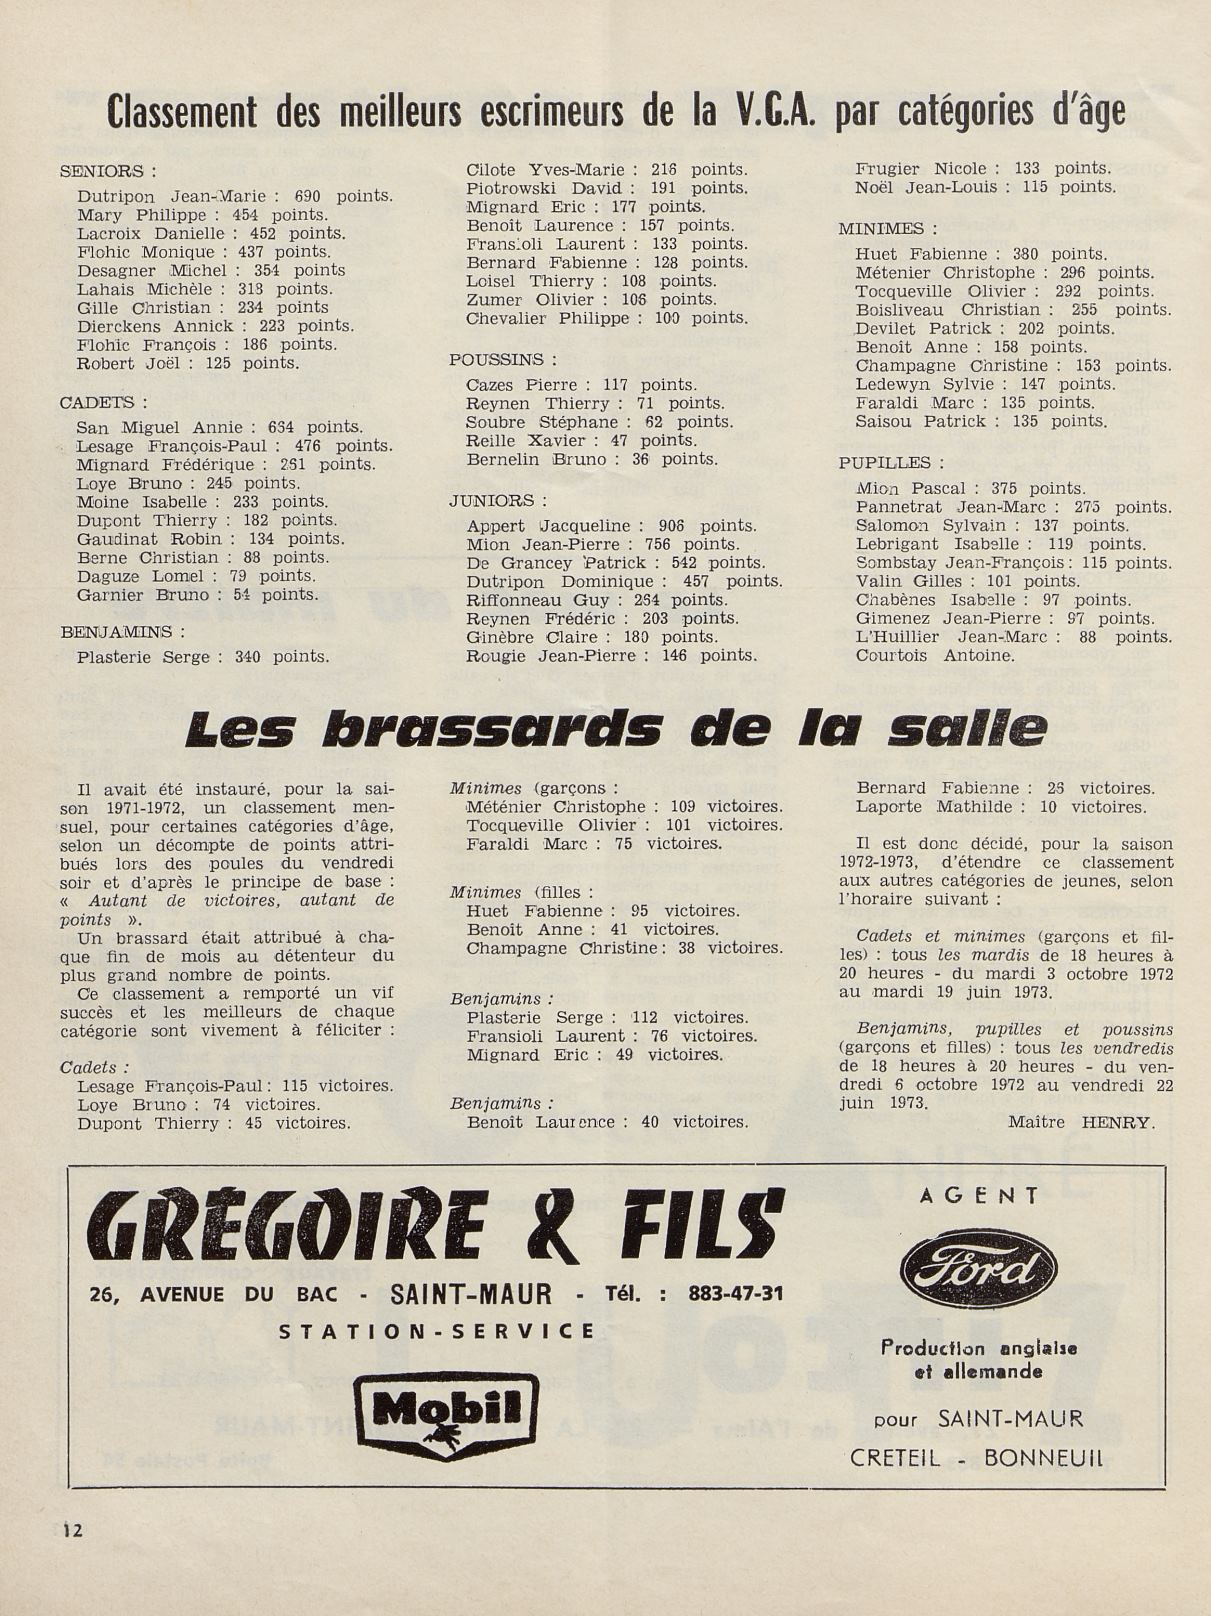 Classement des meilleurs escrimeurs de la V.G.A. par catégories d'âge
SENIORS :
Dutripon Jean-Marie : 690 points.
Mary Philippe : 454 points.
Lacroix Danielle : 452 points.
Flohic Monique : 437 points.
Desagner Michel : 354 points
Lahais Michèle : 313 points.
Gille Christian : 234 points
Dierckens Annick : 223 points.
Flohic François : 186 points.
Robert Joël : 125 points.
CADETS :
San Miguel Annie : 634 points.
Lesage François-Paul : 476 points.
Mignard Frédérique : 261 points.
Loye Bruno : 245 points.
Moine Isabelle : 233 points.
Dupont Thierry : 182 points.
Gaudinat Robin : 134 points.
Berne Christian : 88 points.
Daguze Lomel : 79 points.
Garnier Bruno : 54 points.
BENJAMINS :
Plasterie Serge : 340 points.
Cilote Yves-Marie : 216 points.
Piotrowski David : 191 points.
Mignard Eric : 177 points.
Benoît Laurence : 157 points.
Fransioli Laurent : 133 points.
Bernard Fabienne : 128 points.
Loisel Thierry : 108 points.
Zumer Olivier : 106 points.
Chevalier Philippe : 100 points.
POUSSINS :
Cazes Pierre : 117 points.
Reynen Thierry : 71 points.
Soubre Stéphane : 62 points.
Reille Xavier : 47 points.
Bernelin Bruno : 36 points.
JUNIORS :
Appert Jacqueline : 906 points.
Mion Jean-Pierre : 756 points.
De Grancey Patrick : 542 points.
Dutripon Dominique : 457 points.
Riffonneau Guy : 264 points.
Reynen Frédéric : 203 points.
Ginèbre Claire : 180 points.
Rougie Jean-Pierre : 146 points.
Frugier Nicole : 133 points.
Noël Jean-Louis : 115 points.
MINIMES :
Huet Fabienne : 380 points.
Métenier Christophe : 296 points.
Tocqueville Olivier : 292 points.
Boisliveau Christian : 255 points.
Devilet Patrick : 202 points.
Benoît Anne : 158 points.
Champagne Christine : 153 points.
Ledewyn Sylvie : 147 points.
Faraldi Marc : 135 points.
Saisou Patrick : 135 points.
PUPILLES :
Mion Pascal : 375 points.
Pannetrat Jean-Marc : 275 points.
Salomon Sylvain : 137 points.
Lebrigant Isabelle : 119 points.
Sombstay Jean-François : 115 points.
Valin Gilles : 101 points.
Chabènes Isabelle : 97 points.
Gimenez Jean-Pierre : 97 points.
L'Huillier Jean-Marc : 88 points.
Courtois Antoine.
Les brassards de la salle
Il avait été instauré, pour la sai-
son 1971-1972, un classement men-
suel, pour certaines catégories d'âge,
selon un décompte de points attri-
bués lors des poules du vendredi
soir et d'après le principe de base :
« Autant de victoires, autant de
points ».
Un brassard était attribué à cha-
que fin de mois au détenteur du
plus grand nombre de points.
Ce classement a remporté un vif
succès et les meilleurs de chaque
catégorie sont vivement à féliciter :
Cadets :
Lesage François-Paul : 115 victoires.
Loye Bruno : 74 victoires.
Dupont Thierry : 45 victoires.
Minimes (garçons :
Méténier Christophe : 109 victoires.
Tocqueville Olivier : 101 victoires.
Faraldi Marc : 75 victoires.
Minimes (filles :
Huet Fabienne : 95 victoires.
Benoît Anne : 41 victoires.
Champagne Christine : 38 victoires.
Benjamins :
Plasterie Serge : 112 victoires.
Fransioli Laurent : 76 victoires.
Mignard Eric : 49 victoires.
Benjamins :
Benoît Laurence : 40 victoires.
Bernard Fabienne : 23 victoires.
Laporte Mathilde : 10 victoires.
Il est donc décidé, pour la saison
1972-1973, d'étendre ce classement
aux autres catégories de jeunes, selon
l'horaire suivant :
Cadets et minimes (garçons et fil-
les) : tous les mardis de 18 heures à
20 heures - du mardi 3 octobre 1972
au mardi 19 juin 1973.
Benjamins, pupilles et poussins
(garçons et filles) : tous les vendredis
de 18 heures à 20 heures - du ven-
dredi 6 octobre 1972 au vendredi 22
juin 1973.
Maître HENRY.
GRÉGOIRE & FILS
26, AVENUE DU BAC - SAINT-MAUR - Tél. : 883-47-31
STATION-SERVICE
Mobil
AGENT
Ford
Production anglaise
et allemande
pour SAINT-MAUR
CRETEIL - BONNEUIL
12